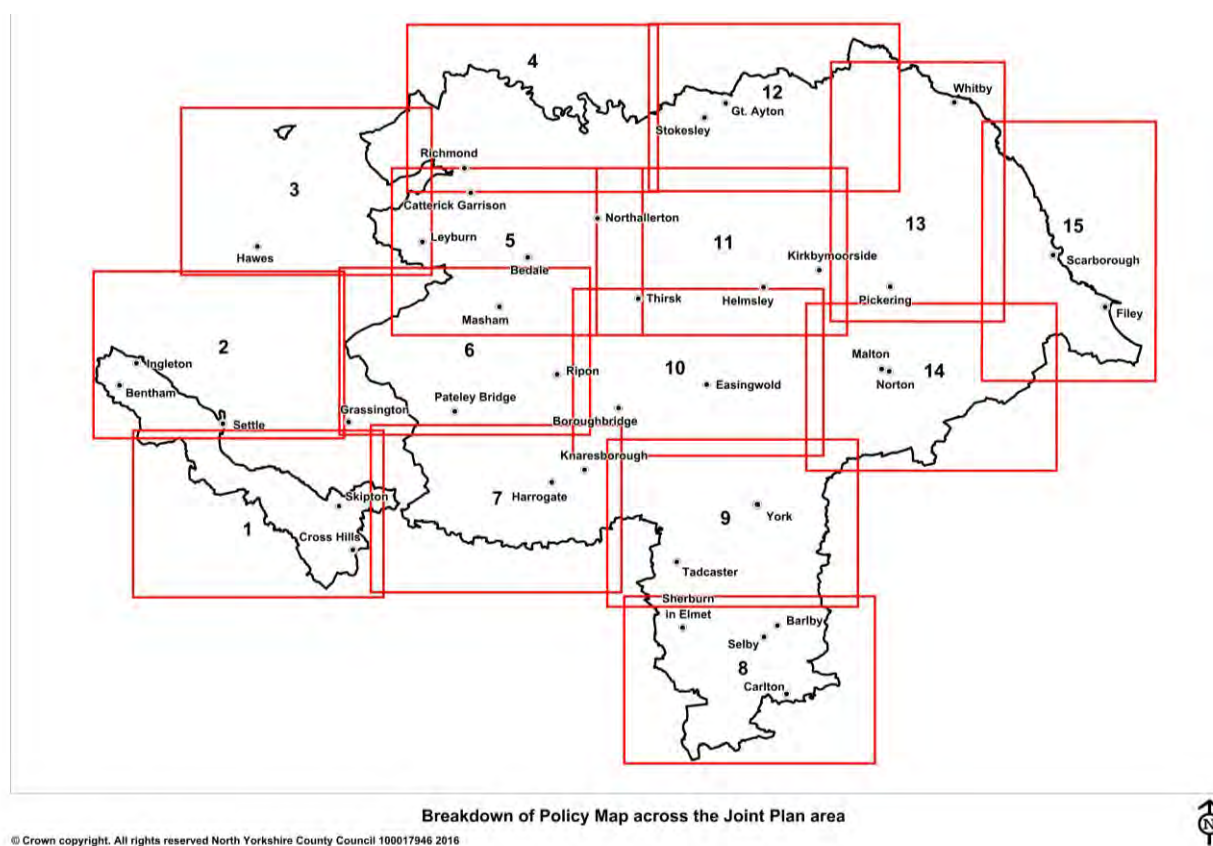 4
12
Whitby
Gt. Ayton
Stokesley
Richmond
3
Catterick Garrison
Northallerton
13
Leyburn
5
11
15
Hawes
Kirkbymoorside
Scarborough
Bedale
Masham
Thirsk
Helmsley
Pickering
Filey
2
6
Ingleton
Malton
10
14
Ripon
Bentham
Easingwold
Norton
Grassington
Pateley Bridge
Boroughbridge
Settle
Knaresborough
7
Harrogate
Skipton
1
9
York
Cross Hills
Tadcaster
Sherburn
in Elmet
Barlby
Selby
8
Carlton
Breakdown of Policy Map across the Joint Plan area
N
© Crown copyright. All rights reserved North Yorkshire County Council 100017946 2016